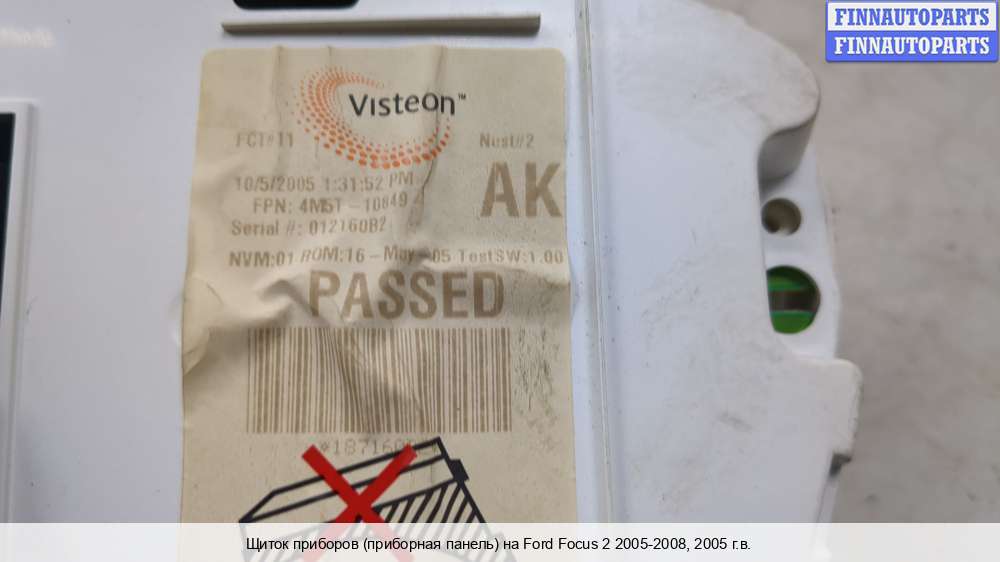 FINNAUTOPARTS
FINNAUTOPARTS
Visteon™
FCT#11 Nest#2
10/5/2005 1:31:52 PM AK
FPN: 4M5T-10849
Serial #: 01216082
NVM:01 ROM:16-May-05 TestSW:1.00
PASSED
Щиток приборов (приборная панель) на Ford Focus 2 2005-2008, 2005 г.в.